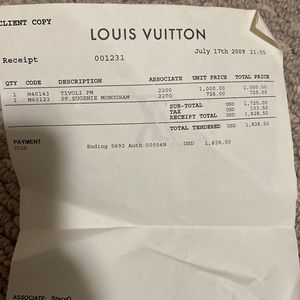 CLIENT COPY
LOUIS VUITTON
July 17th 2009 21:05
Receipt 001231
QTY CODE DESCRIPTION ASSOCIATE UNIT PRICE TOTAL PRICE
1 M40143 TIVOLI PM 2200 1,000.00 1,000.00
1 M60123 PF.EUGENIE MONOGRAM 2200 725.00 725.00
SUB-TOTAL USD 1,725.00
TAX USD 103.50
RECEIPT TOTAL USD 1,828.50
TOTAL TENDERED USD 1,828.50
PAYMENT
VISA Ending 5492 Auth 00554B USD 1,828.50
ASSOCIATE: